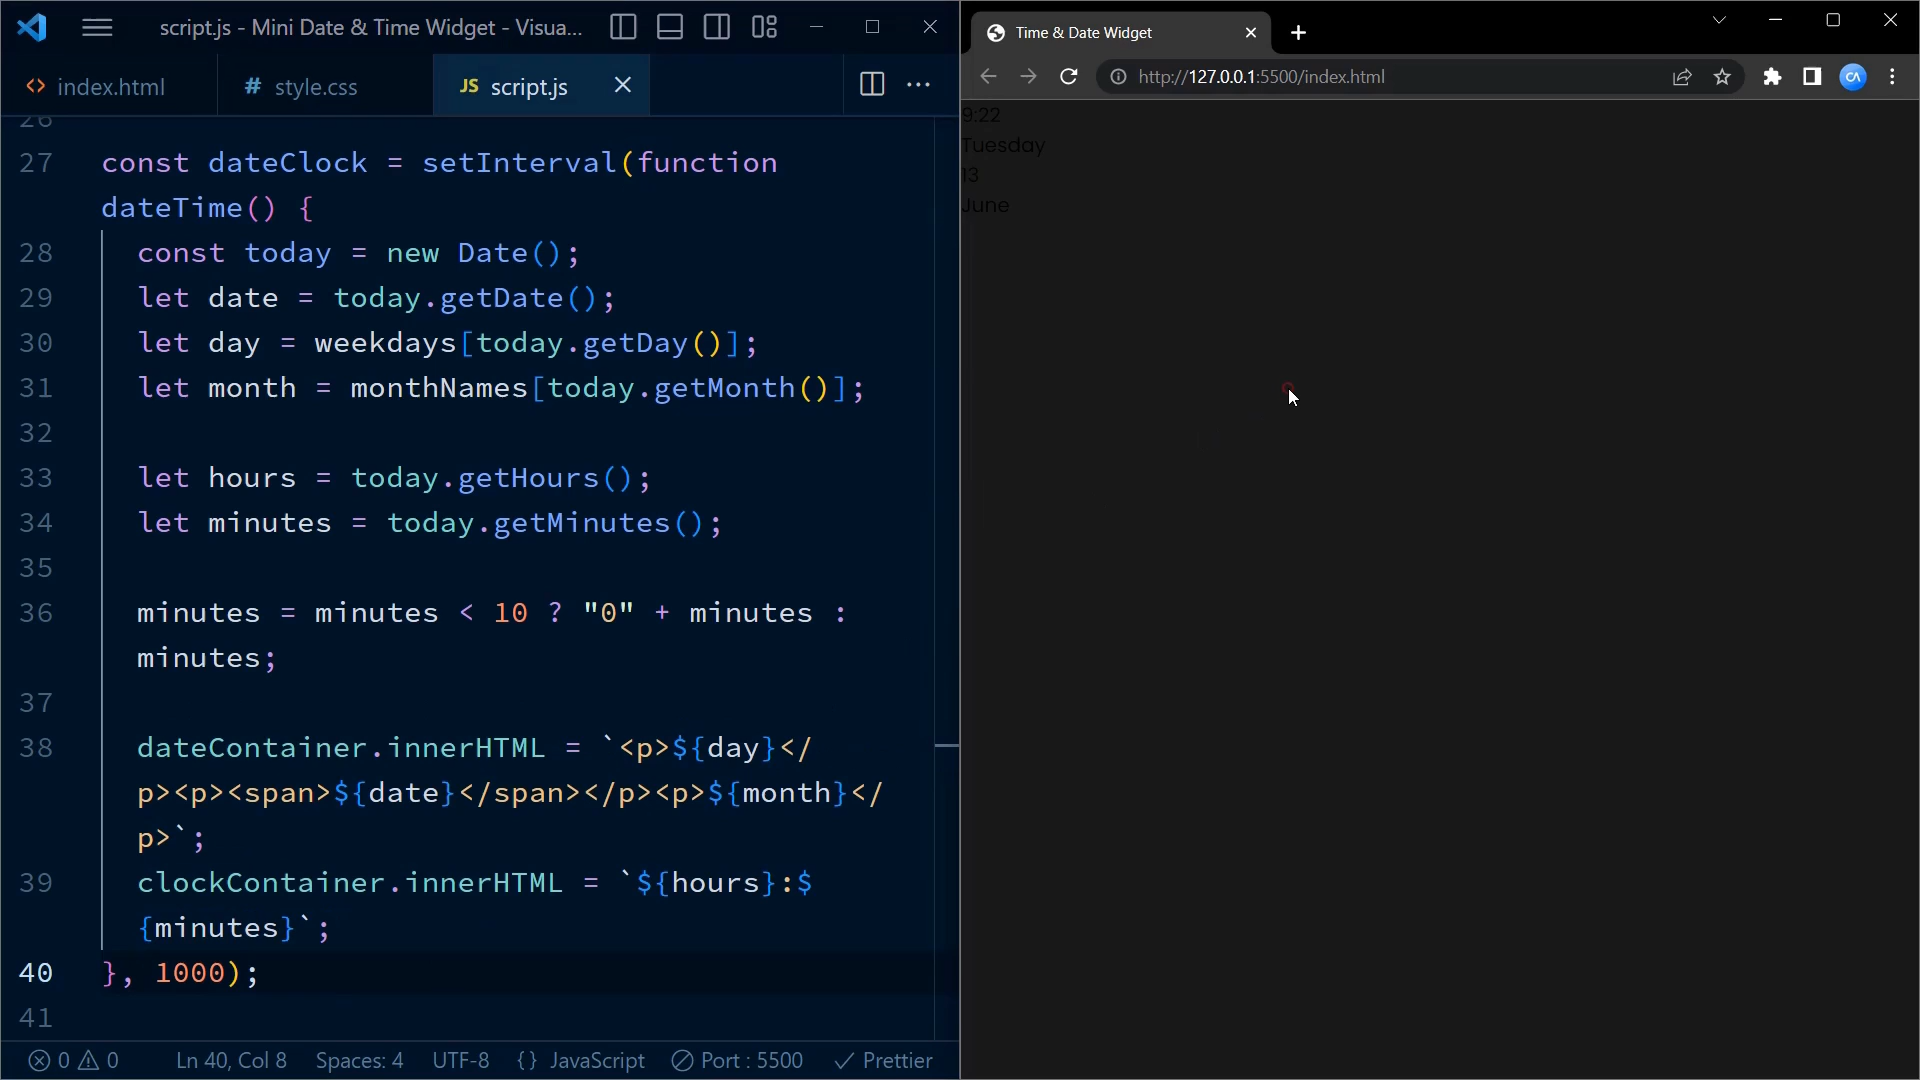 script.js - Mini Date & Time Widget - Visua...
index.html
# style.css
JS script.js
26
27 const dateClock = setInterval(function
dateTime() {
28 const today = new Date();
29 let date = today.getDate();
30 let day = weekdays[today.getDay()];
31 let month = monthNames[today.getMonth()];
32
33 let hours = today.getHours();
34 let minutes = today.getMinutes();
35
36 minutes = minutes < 10 ? "0" + minutes :
minutes;
37
38 dateContainer.innerHTML = `<p>${day}</
p><p><span>${date}</span></p><p>${month}</
p>`;
39 clockContainer.innerHTML = `${hours}:$
{minutes}`;
40 }, 1000);
41
0 0 Ln 40, Col 8 Spaces: 4 UTF-8 {} JavaScript Port : 5500 Prettier
Time & Date Widget
http://127.0.0.1:5500/index.html
CA
9:22
Tuesday
13
June